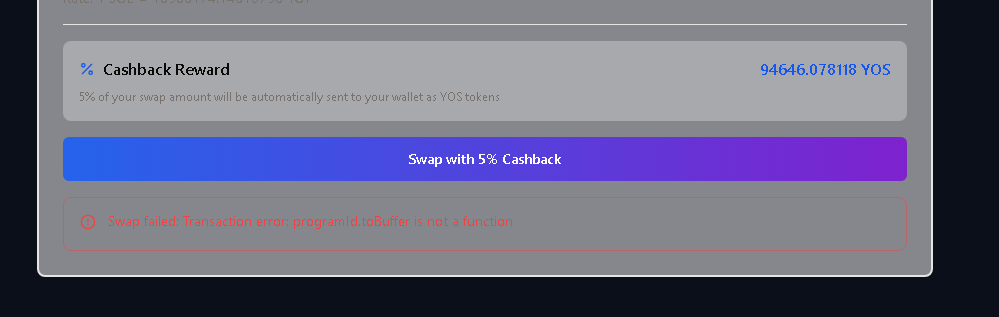 % Cashback Reward
94646.078118 YOS
5% of your swap amount will be automatically sent to your wallet as YOS tokens
Swap with 5% Cashback
Swap failed: Transaction error: programId.toBuffer is not a function